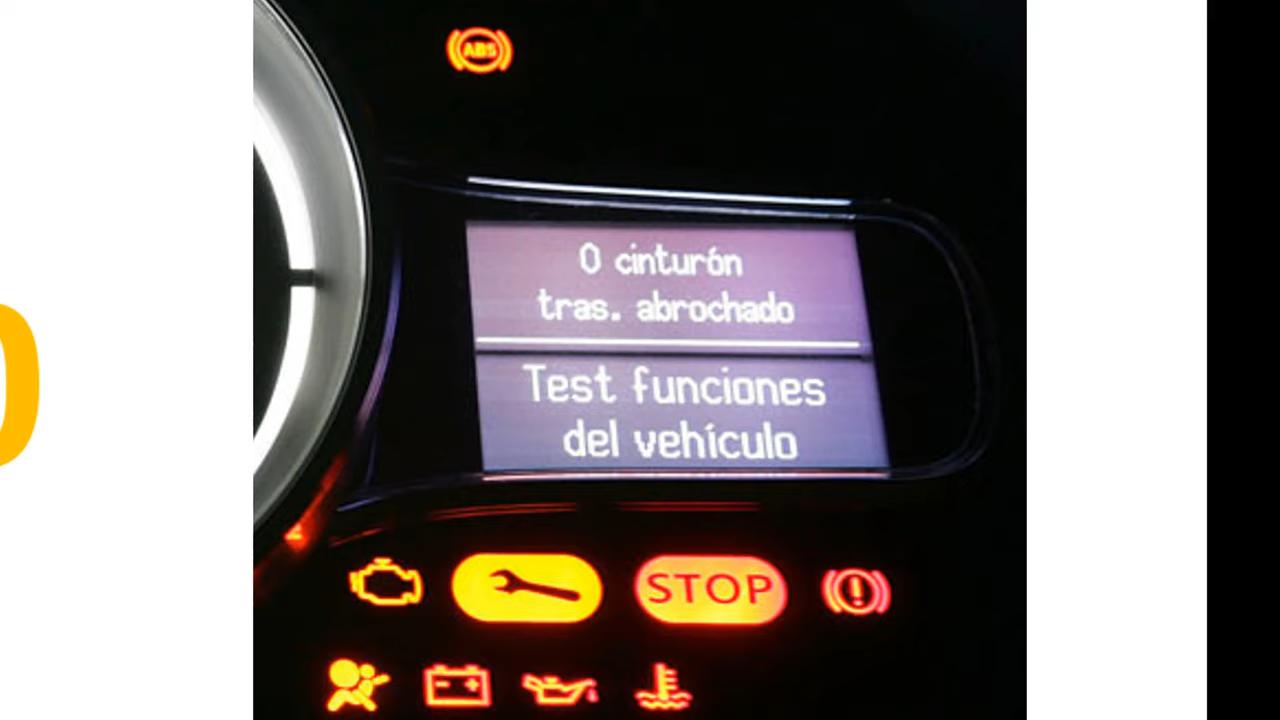 ABS
0 cinturón
tras. abrochado
Test funciones
del vehículo
STOP